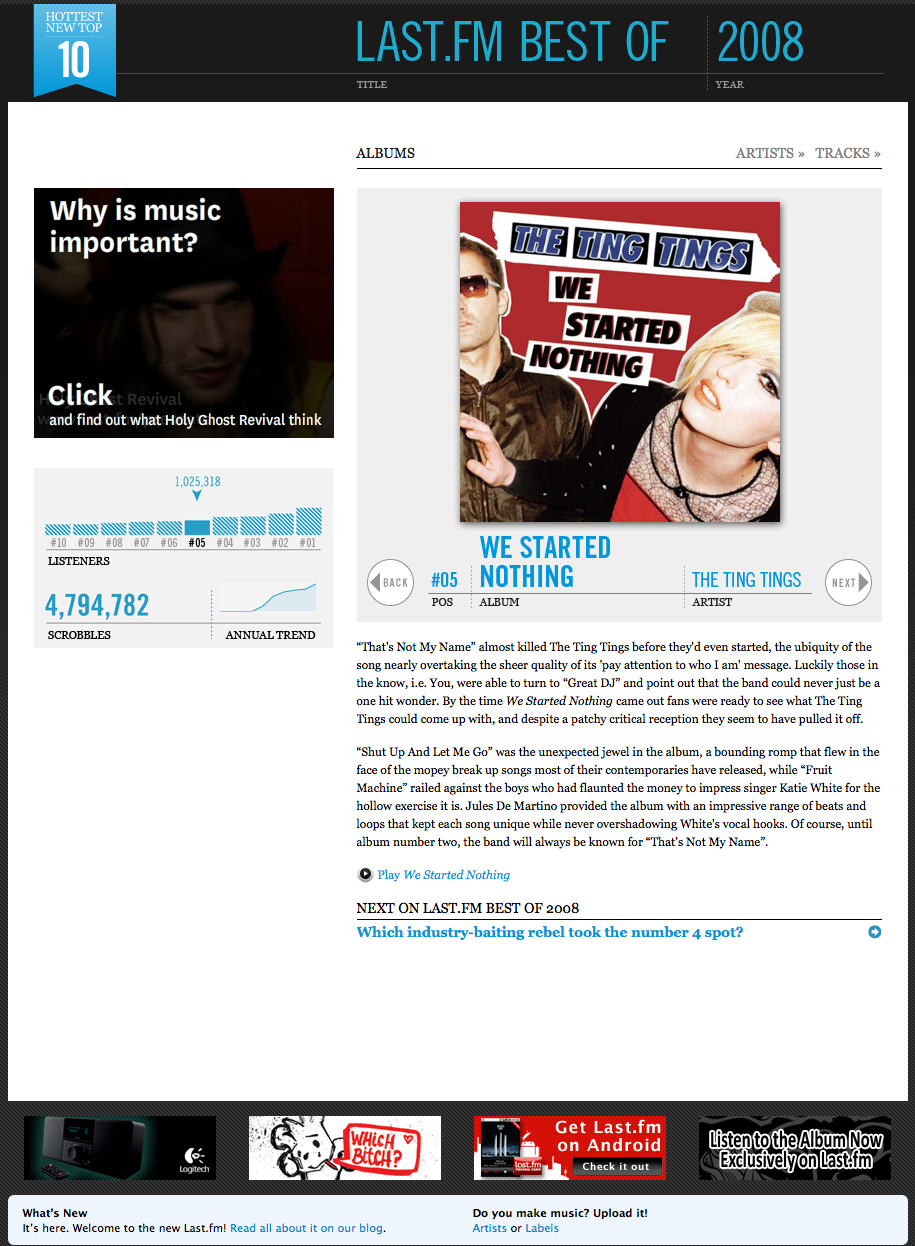 HOTTEST
NEW TOP
10
LAST.FM BEST OF
2008
TITLE
YEAR
ALBUMS
ARTISTS »
TRACKS »
Why is music
important?
Holy Ghost Revival
Click
and find out what Holy Ghost Revival think
THE TING TINGS
WE
STARTED
NOTHING
1,025,318
#10 #09 #08 #07 #06 #05 #04 #03 #02 #01
LISTENERS
4,794,782
SCROBBLES
ANNUAL TREND
BACK
#05
POS
WE STARTED
NOTHING
ALBUM
THE TING TINGS
ARTIST
NEXT
“That's Not My Name” almost killed The Ting Tings before they'd even started, the ubiquity of the
song nearly overtaking the sheer quality of its 'pay attention to who I am' message. Luckily those in
the know, i.e. You, were able to turn to “Great DJ” and point out that the band could never just be a
one hit wonder. By the time We Started Nothing came out fans were ready to see what The Ting
Tings could come up with, and despite a patchy critical reception they seem to have pulled it off.
“Shut Up And Let Me Go” was the unexpected jewel in the album, a bounding romp that flew in the
face of the mopey break up songs most of their contemporaries have released, while “Fruit
Machine” railed against the boys who had flaunted the money to impress singer Katie White for the
hollow exercise it is. Jules De Martino provided the album with an impressive range of beats and
loops that kept each song unique while never overshadowing White's vocal hooks. Of course, until
album number two, the band will always be known for “That's Not My Name”.
Play We Started Nothing
NEXT ON LAST.FM BEST OF 2008
Which industry-baiting rebel took the number 4 spot?
Logitech
WHICH
BITCH?
Get Last.fm
on Android
last.fm
Check it out
Listen to the Album Now
Exclusively on Last.fm
What's New
It's here. Welcome to the new Last.fm! Read all about it on our blog.
Do you make music? Upload it!
Artists or Labels